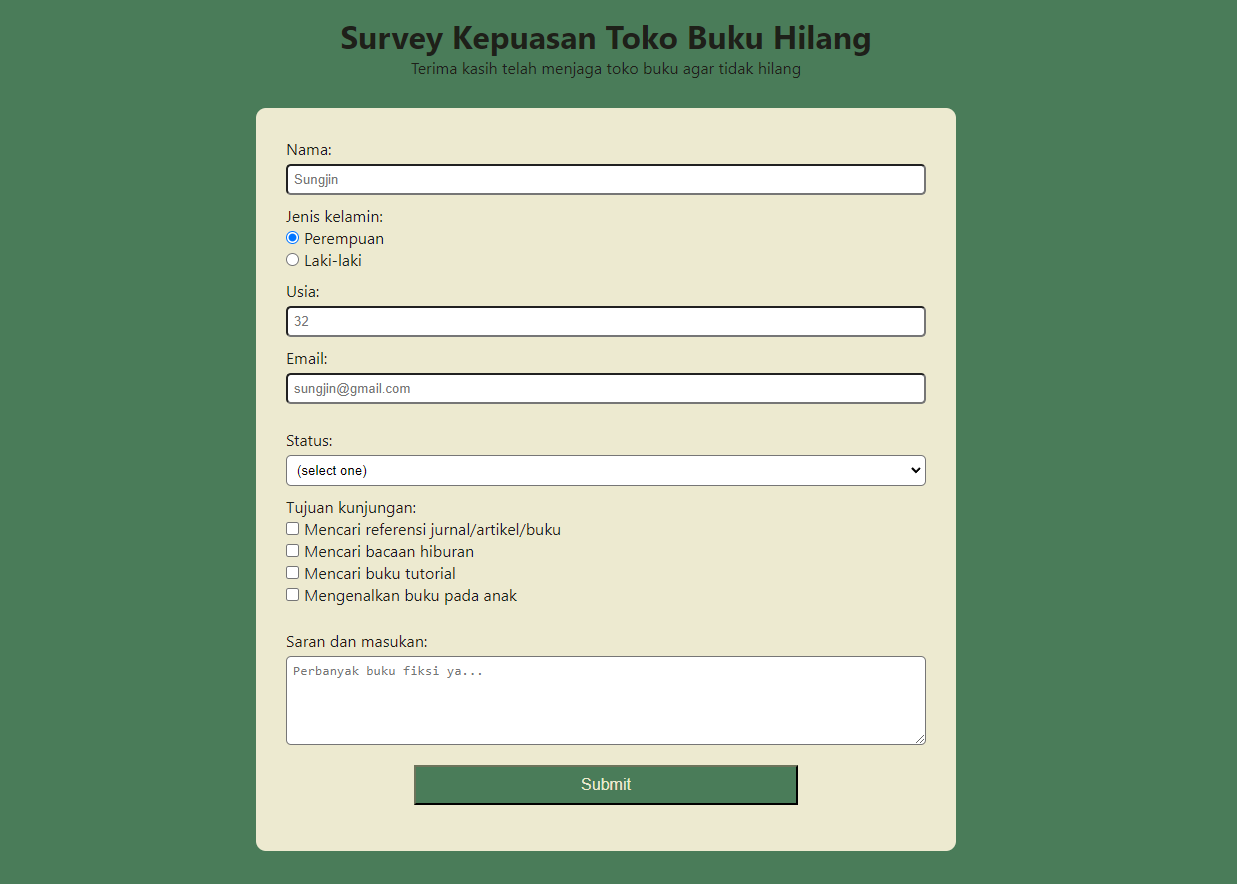 Survey Kepuasan Toko Buku Hilang
Terima kasih telah menjaga toko buku agar tidak hilang
Nama:
Sungjin
Jenis kelamin:
Perempuan
Laki-laki
Usia:
32
Email:
sungjin@gmail.com
Status:
(select one)
Tujuan kunjungan:
Mencari referensi jurnal/artikel/buku
Mencari bacaan hiburan
Mencari buku tutorial
Mengenalkan buku pada anak
Saran dan masukan:
Perbanyak buku fiksi ya...
Submit